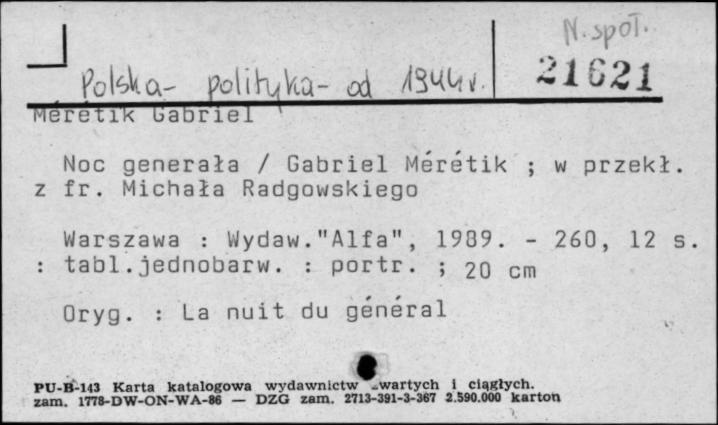 N. społ.
21621
Polska - polityka - od 1944 r.
Mérétik Gabriel
Noc generała / Gabriel Mérétik ; w przekł.
z fr. Michała Radgowskiego
Warszawa : Wydaw."Alfa", 1989. - 260, 12 s.
: tabl.jednobarw. : portr. ; 20 cm
Oryg. : La nuit du général
PU-B-143 Karta katalogowa wydawnictw zwartych i ciągłych.
zam. 1778-DW-ON-WA-86 — DZG zam. 2713-391-3-367 2.590.000 karton